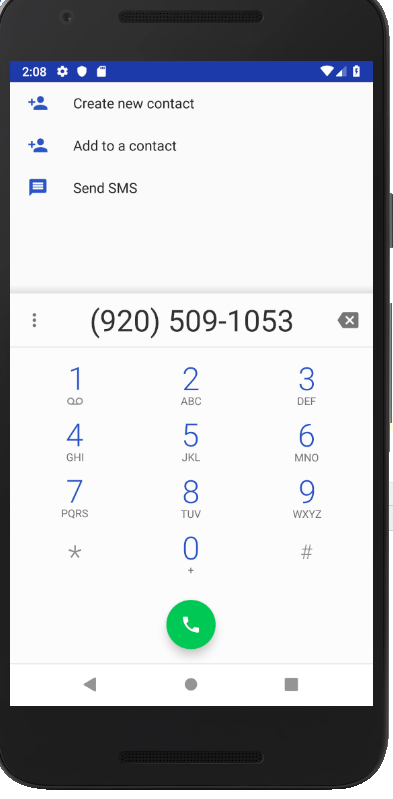 2:08
Create new contact
Add to a contact
Send SMS
(920) 509-1053
1 2 3
ABC DEF
4 5 6
GHI JKL MNO
7 8 9
PQRS TUV WXYZ
* 0 #
+